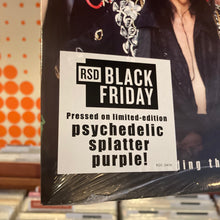 RSD BLACK
FRIDAY
Pressed on limited-edition
psychedelic
splatter
purple!